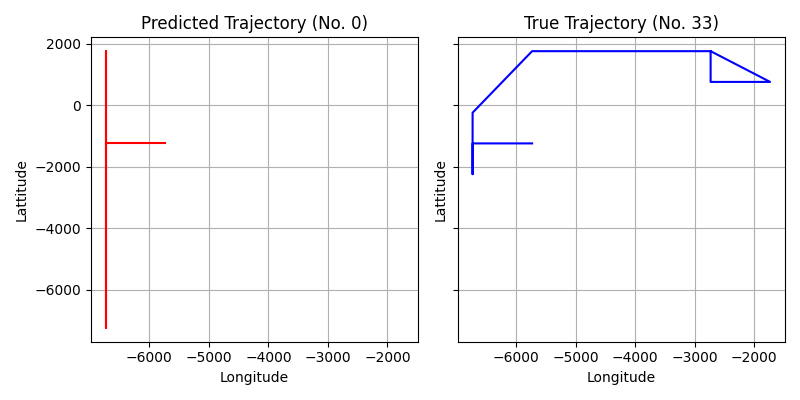 Predicted Trajectory (No. 0)
2000
0
−2000
−4000
−6000
Lattitude
−6000 −5000 −4000 −3000 −2000
Longitude
True Trajectory (No. 33)
Lattitude
−6000 −5000 −4000 −3000 −2000
Longitude